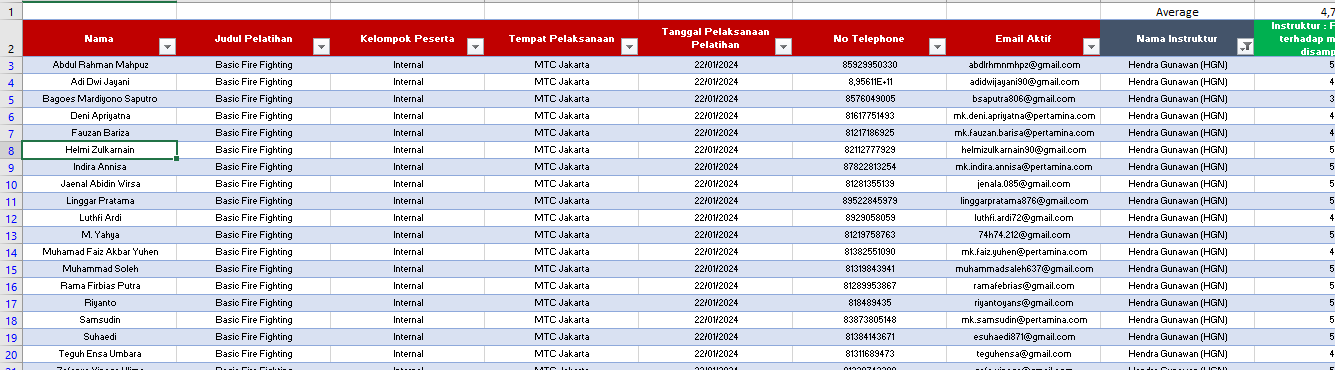 1 Average 4,7
2 Nama Judul Pelatihan Kelompok Peserta Tempat Pelaksanaan Tanggal Pelaksanaan Pelatihan No Telephone Email Aktif Nama Instruktur Instruktur : F terhadap m disamp
3 Abdul Rahman Mahpuz Basic Fire Fighting Internal MTC Jakarta 22/01/2024 85929950330 abdlrhmnmhpz@gmail.com Hendra Gunawan (HGN) 5
4 Adi Dwi Jayani Basic Fire Fighting Internal MTC Jakarta 22/01/2024 8,95611E+11 adidwijayani90@gmail.com Hendra Gunawan (HGN) 4
5 Bagoes Mardiyono Saputro Basic Fire Fighting Internal MTC Jakarta 22/01/2024 8576049005 bsaputra806@gmail.com Hendra Gunawan (HGN) 3
6 Deni Apriyatna Basic Fire Fighting Internal MTC Jakarta 22/01/2024 81617751493 mk.deni.apriyatna@pertamina.com Hendra Gunawan (HGN) 4
7 Fauzan Bariza Basic Fire Fighting Internal MTC Jakarta 22/01/2024 81217186925 mk.fauzan.barisa@pertamina.com Hendra Gunawan (HGN) 4
8 Helmi Zulkarnain Basic Fire Fighting Internal MTC Jakarta 22/01/2024 82112777929 helmizulkarnain90@gmail.com Hendra Gunawan (HGN) 5
9 Indira Annisa Basic Fire Fighting Internal MTC Jakarta 22/01/2024 87822813254 mk.indira.annisa@pertamina.com Hendra Gunawan (HGN) 5
10 Jaenal Abidin Wirsa Basic Fire Fighting Internal MTC Jakarta 22/01/2024 81281355139 jenala.085@gmail.com Hendra Gunawan (HGN) 5
11 Linggar Pratama Basic Fire Fighting Internal MTC Jakarta 22/01/2024 89522845979 linggarpratama876@gmail.com Hendra Gunawan (HGN) 5
12 Luthfi Ardi Basic Fire Fighting Internal MTC Jakarta 22/01/2024 8929058059 luthfi.ardi72@gmail.com Hendra Gunawan (HGN) 4
13 M. Yahya Basic Fire Fighting Internal MTC Jakarta 22/01/2024 81219758763 74h74.212@gmail.com Hendra Gunawan (HGN) 5
14 Muhamad Faiz Akbar Yuhen Basic Fire Fighting Internal MTC Jakarta 22/01/2024 81382551090 mk.faiz.yuhen@pertamina.com Hendra Gunawan (HGN) 4
15 Muhammad Soleh Basic Fire Fighting Internal MTC Jakarta 22/01/2024 81319843941 muhammadsaleh637@gmail.com Hendra Gunawan (HGN) 5
16 Rama Firbias Putra Basic Fire Fighting Internal MTC Jakarta 22/01/2024 81289953867 ramafebrias@gmail.com Hendra Gunawan (HGN) 5
17 Riyanto Basic Fire Fighting Internal MTC Jakarta 22/01/2024 818489435 riyantoyans@gmail.com Hendra Gunawan (HGN) 5
18 Samsudin Basic Fire Fighting Internal MTC Jakarta 22/01/2024 83873805148 mk.samsudin@pertamina.com Hendra Gunawan (HGN) 5
19 Suhaedi Basic Fire Fighting Internal MTC Jakarta 22/01/2024 81384143671 esuhaedi871@gmail.com Hendra Gunawan (HGN) 5
20 Teguh Ensa Umbara Basic Fire Fighting Internal MTC Jakarta 22/01/2024 81311689473 teguhensa@gmail.com Hendra Gunawan (HGN) 4